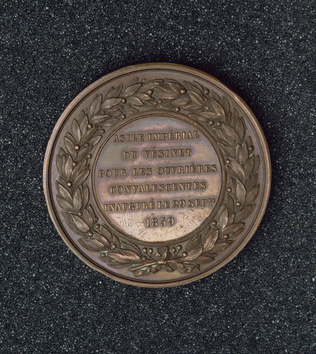 ASILE IMPÉRIAL
DU VÉSINET
POUR LES OUVRIÈRES
CONVALESCENTES
INAUGURÉ LE 29 SEPT
1859